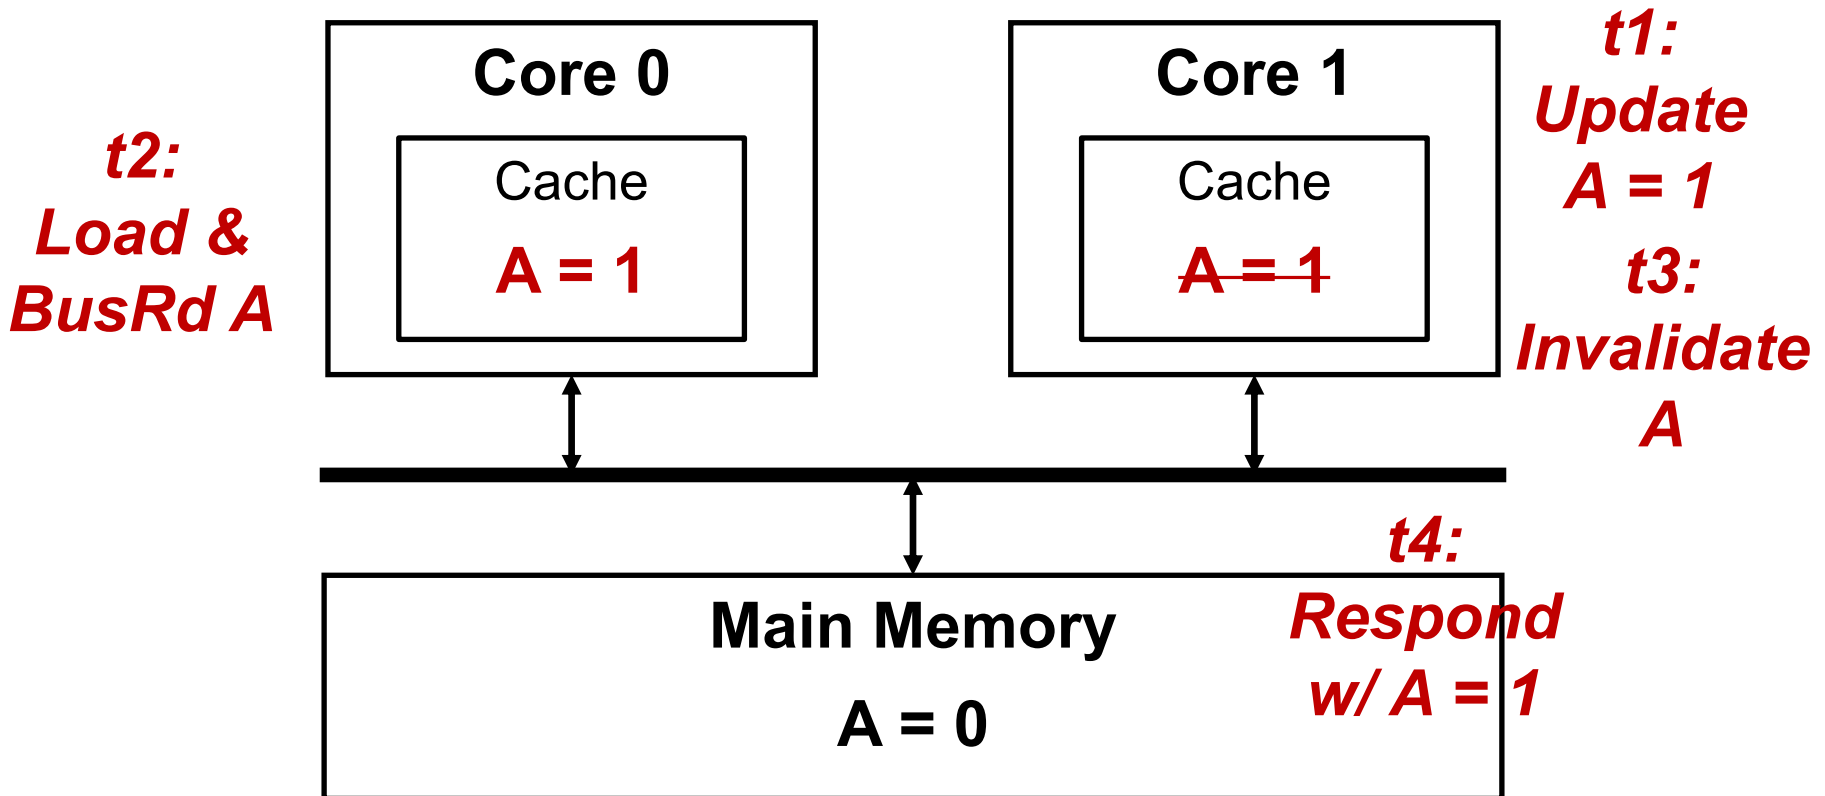 t2:
Load &
BusRd A
Core 0
Cache
A = 1
Core 1
Cache
A = 1
t1:
Update
A = 1
t3:
Invalidate
A
Main Memory
A = 0
t4:
Respond
w/ A = 1